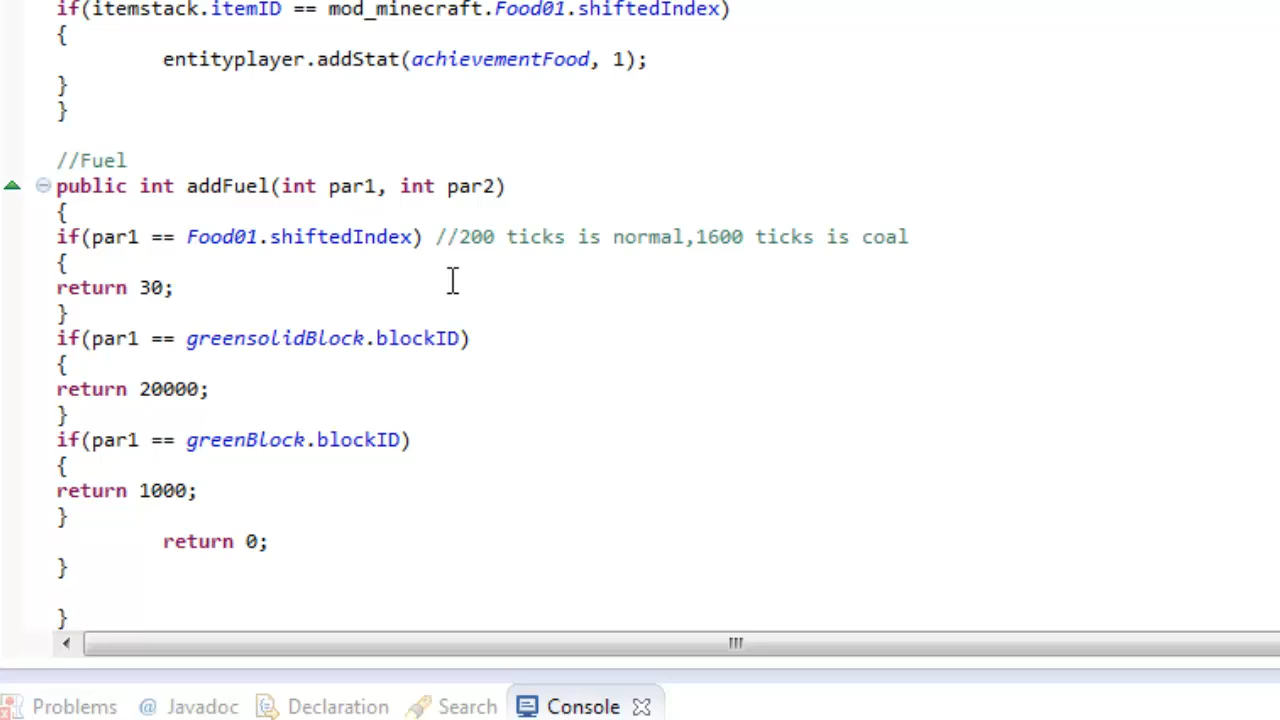 if(itemstack.itemID == mod_minecraft.Food01.shiftedIndex)
{
entityplayer.addStat(achievementFood, 1);
}
}
//Fuel
public int addFuel(int par1, int par2)
{
if(par1 == Food01.shiftedIndex) //200 ticks is normal,1600 ticks is coal
{
return 30;
}
if(par1 == greensolidBlock.blockID)
{
return 20000;
}
if(par1 == greenBlock.blockID)
{
return 1000;
}
return 0;
}
}
Problems @ Javadoc Declaration Search Console